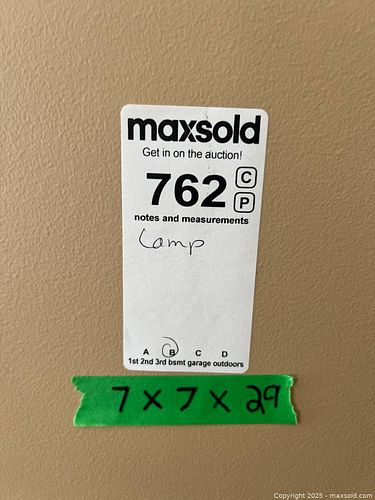 maxsold
Get in on the auction!
762 C
P
notes and measurements
Lamp
A B C D
1st 2nd 3rd bsmt garage outdoors
7 x 7 x 29
Copyright 2025 - maxsold.com